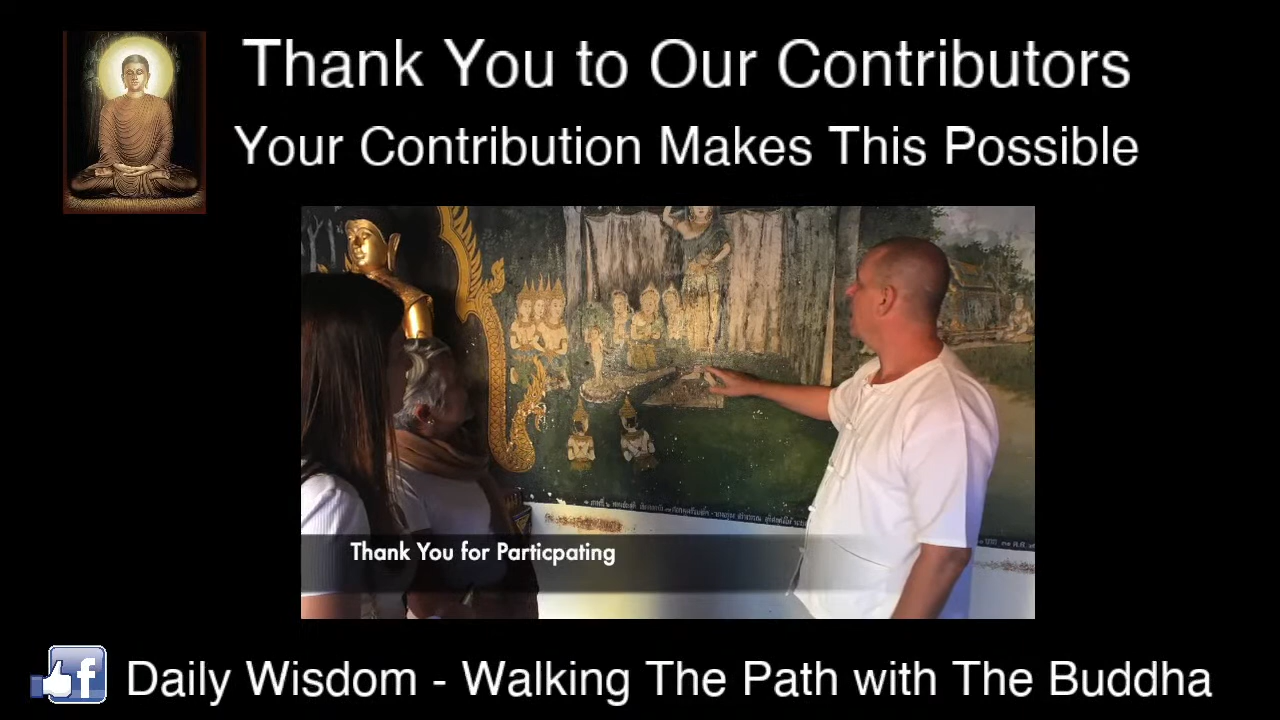 Thank You to Our Contributors
Your Contribution Makes This Possible
Thank You for Particpating
f Daily Wisdom - Walking The Path with The Buddha